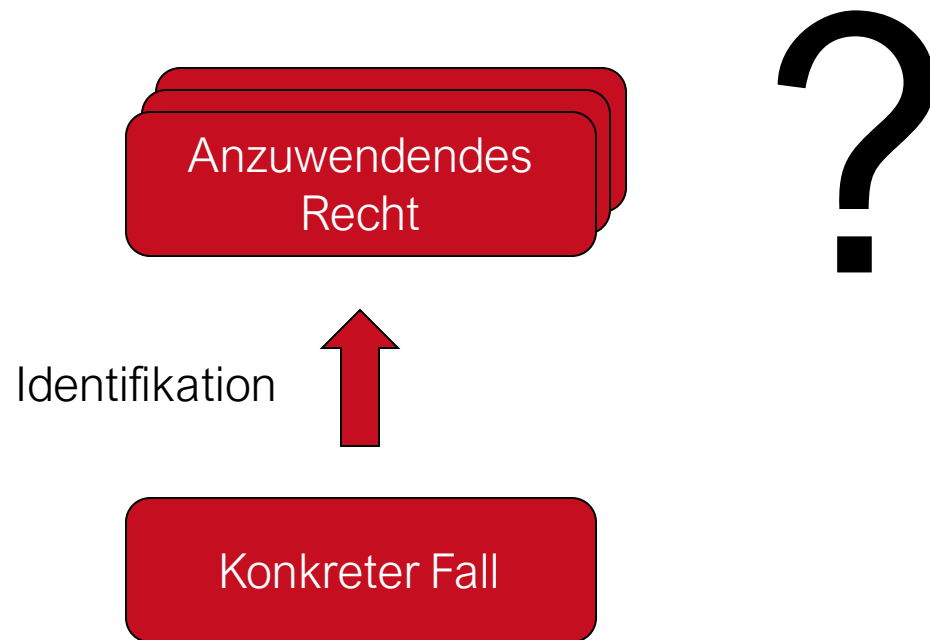 Anzuwendendes
Recht
?
Identifikation
Konkreter Fall